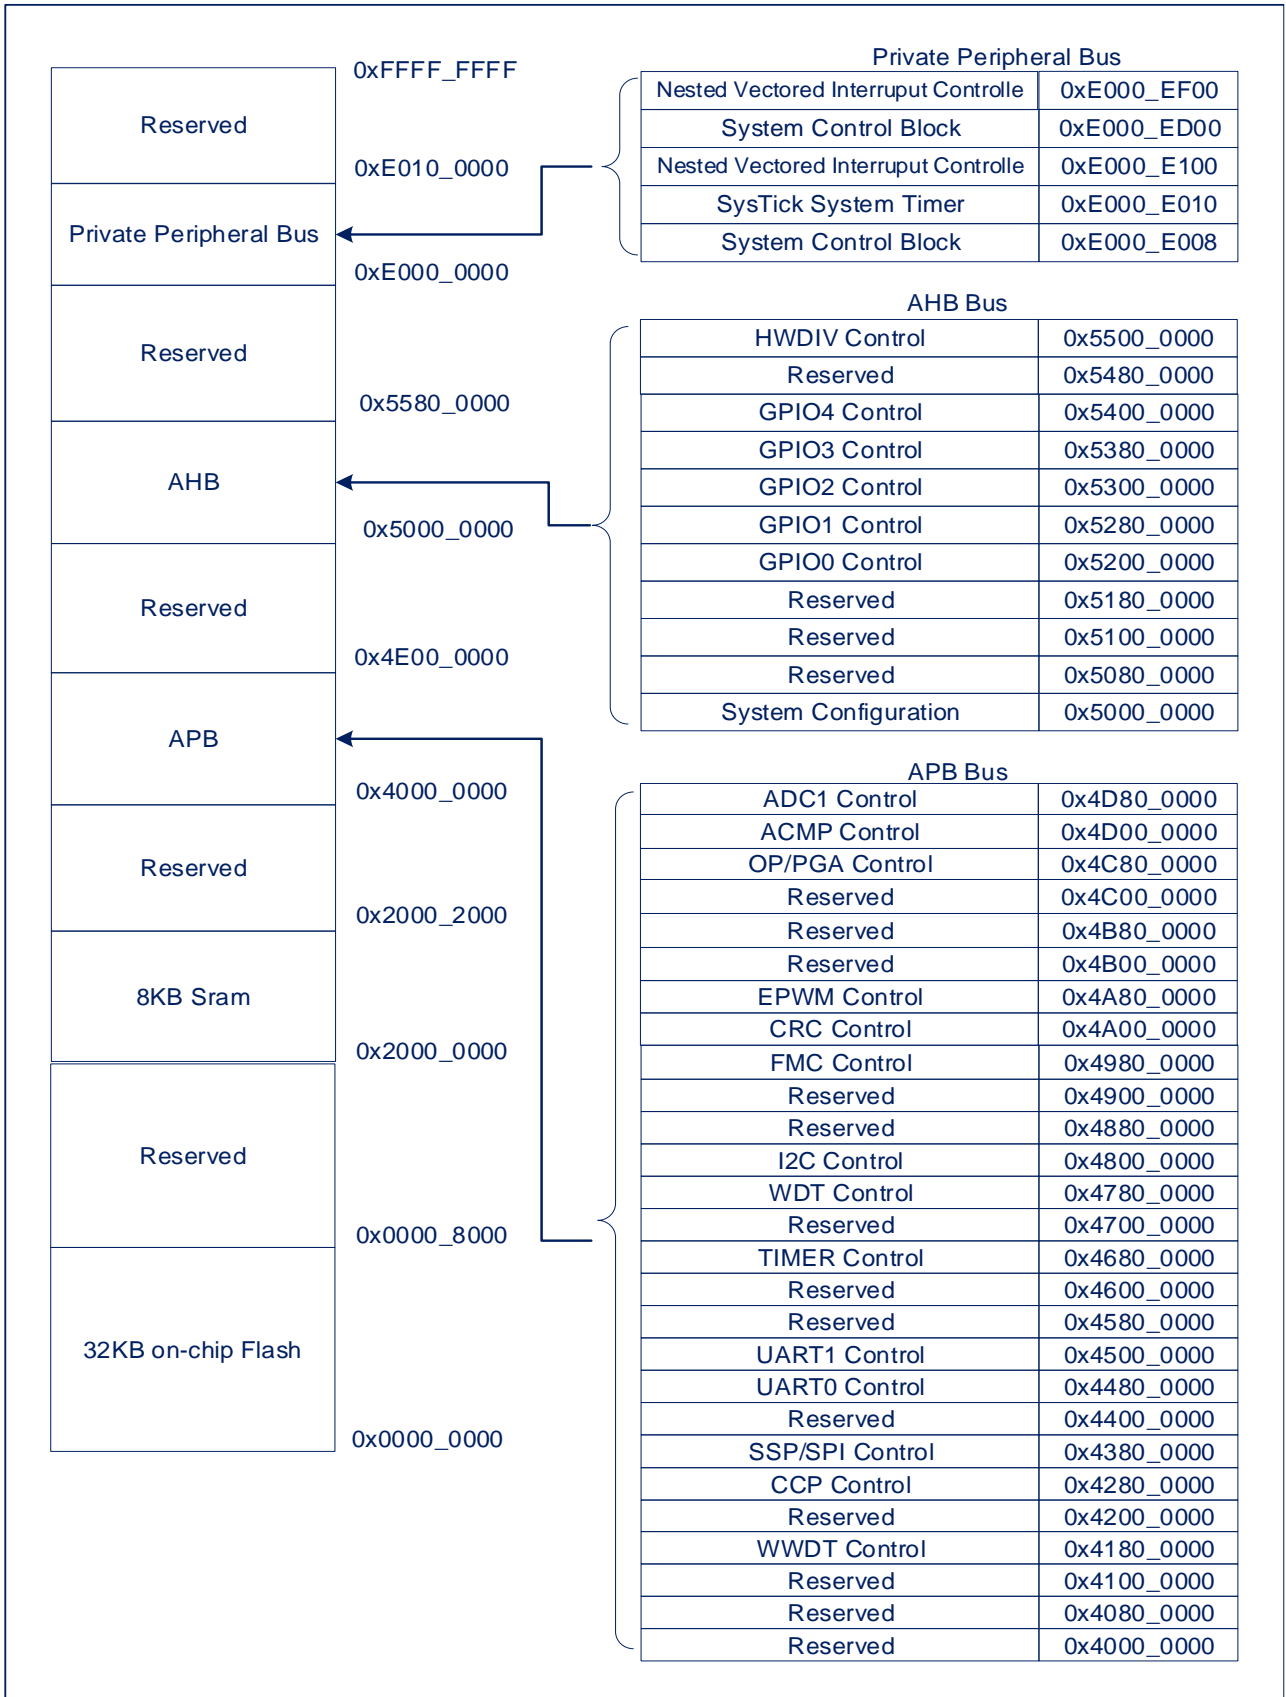 0xFFFF_FFFF
Reserved
0xE010_0000
Private Peripheral Bus
0xE000_0000
Reserved
0x5580_0000
AHB
0x5000_0000
Reserved
0x4E00_0000
APB
0x4000_0000
Reserved
0x2000_2000
8KB Sram
0x2000_0000
Reserved
0x0000_8000
32KB on-chip Flash
0x0000_0000
Private Peripheral Bus
Nested Vectored Interruput Controlle 0xE000_EF00
System Control Block 0xE000_ED00
Nested Vectored Interruput Controlle 0xE000_E100
SysTick System Timer 0xE000_E010
System Control Block 0xE000_E008
AHB Bus
HWDIV Control 0x5500_0000
Reserved 0x5480_0000
GPIO4 Control 0x5400_0000
GPIO3 Control 0x5380_0000
GPIO2 Control 0x5300_0000
GPIO1 Control 0x5280_0000
GPIO0 Control 0x5200_0000
Reserved 0x5180_0000
Reserved 0x5100_0000
Reserved 0x5080_0000
System Configuration 0x5000_0000
APB Bus
ADC1 Control 0x4D80_0000
ACMP Control 0x4D00_0000
OP/PGA Control 0x4C80_0000
Reserved 0x4C00_0000
Reserved 0x4B80_0000
Reserved 0x4B00_0000
EPWM Control 0x4A80_0000
CRC Control 0x4A00_0000
FMC Control 0x4980_0000
Reserved 0x4900_0000
Reserved 0x4880_0000
I2C Control 0x4800_0000
WDT Control 0x4780_0000
Reserved 0x4700_0000
TIMER Control 0x4680_0000
Reserved 0x4600_0000
Reserved 0x4580_0000
UART1 Control 0x4500_0000
UART0 Control 0x4480_0000
Reserved 0x4400_0000
SSP/SPI Control 0x4380_0000
CCP Control 0x4280_0000
Reserved 0x4200_0000
WWDT Control 0x4180_0000
Reserved 0x4100_0000
Reserved 0x4080_0000
Reserved 0x4000_0000